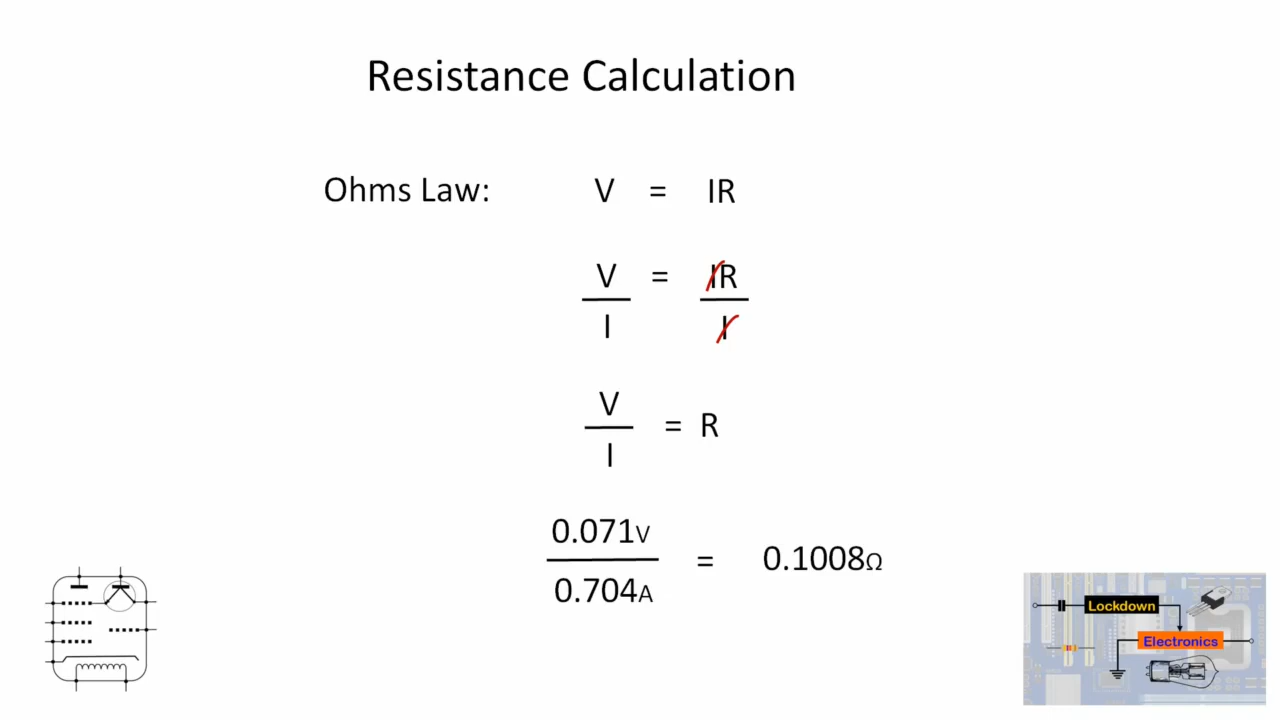 Resistance Calculation
Ohms Law: V = IR
V = IR
I I
V
= R
I
0.071V
= 0.1008Ω
0.704A
Lockdown
Electronics